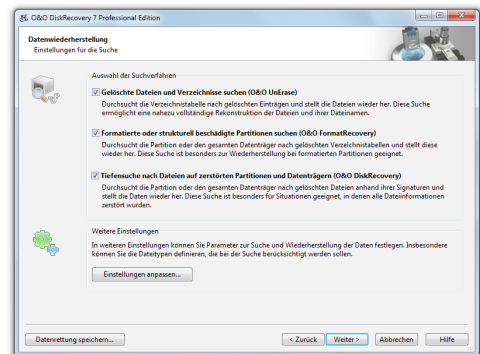 O&O DiskRecovery 7 Professional Edition
Datenwiederherstellung
Einstellungen für die Suche
Auswahl der Suchverfahren
Gelöschte Dateien und Verzeichnisse suchen (O&O UnErase)
Durchsucht die Verzeichnistabelle nach gelöschten Einträgen und stellt die Dateien wieder her. Diese Suche
ermöglicht eine nahezu vollständige Rekonstruktion der Dateien und ihrer Dateinamen.
Formatierte oder strukturell beschädigte Partitionen suchen (O&O FormatRecovery)
Durchsucht die Partition oder den gesamten Datenträger nach gelöschten Verzeichnistabellen und stellt diese
wieder her. Diese Suche ist besonders zur Wiederherstellung bei formatierten Partitionen geeignet.
Tiefensuche nach Dateien auf zerstörten Partitionen und Datenträgern (O&O DiskRecovery)
Durchsucht die Partition oder den gesamten Datenträger nach gelöschten Dateien anhand ihrer Signaturen und
stellt die Daten wieder her. Diese Suche ist besonders für Situationen geeignet, in denen alle Dateiinformationen
zerstört wurden.
Weitere Einstellungen
In weiteren Einstellungen können Sie Parameter zur Suche und Wiederherstellung der Daten festlegen. Insbesondere
können Sie die Dateitypen definieren, die bei der Suche berücksichtigt werden sollen.
Einstellungen anpassen...
Datenrettung speichern... < Zurück Weiter > Abbrechen Hilfe